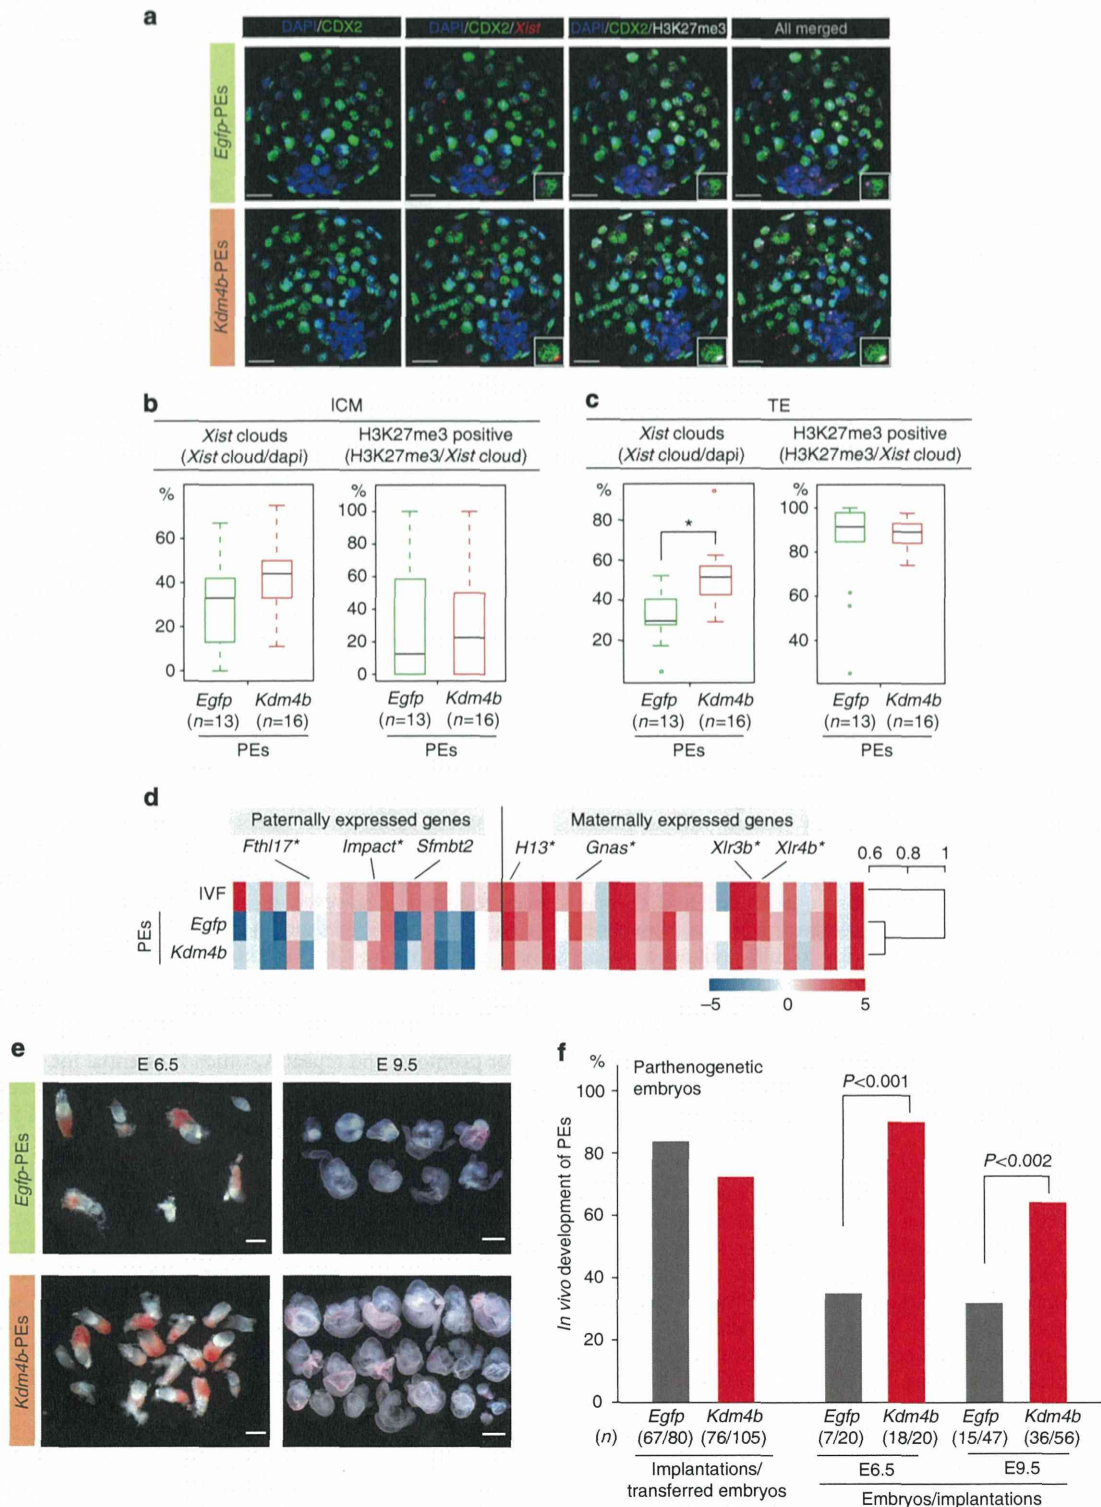 a
DAPI/CDX2
DAPI/CDX2/Xist
DAPI/CDX2/H3K27me3
All merged
Egfp-PEs
Kdm4b-PEs
b
ICM
Xist clouds
(Xist cloud/dapi)
H3K27me3 positive
(H3K27me3/Xist cloud)
%
60
40
20
0
Egfp
(n=13)
Kdm4b
(n=16)
PEs
%
100
80
60
40
20
0
Egfp
(n=13)
Kdm4b
(n=16)
PEs
c
TE
Xist clouds
(Xist cloud/dapi)
H3K27me3 positive
(H3K27me3/Xist cloud)
%
80
60
40
20
*
Egfp
(n=13)
Kdm4b
(n=16)
PEs
%
100
80
60
40
Egfp
(n=13)
Kdm4b
(n=16)
PEs
d
Paternally expressed genes
Maternally expressed genes
Fthl17*
Impact*
Sfmbt2
H13*
Gnas*
Xlr3b*
Xlr4b*
0.6 0.8 1
IVF
PEs
Egfp
Kdm4b
–5 0 5
e
E 6.5
E 9.5
Egfp-PEs
Kdm4b-PEs
f
%
Parthenogenetic
embryos
In vivo development of PEs
100
80
60
40
20
0
P<0.001
P<0.002
(n)
Egfp
(67/80)
Kdm4b
(76/105)
Implantations/
transferred embryos
Egfp
(7/20)
Kdm4b
(18/20)
E6.5
Egfp
(15/47)
Kdm4b
(36/56)
E9.5
Embryos/implantations